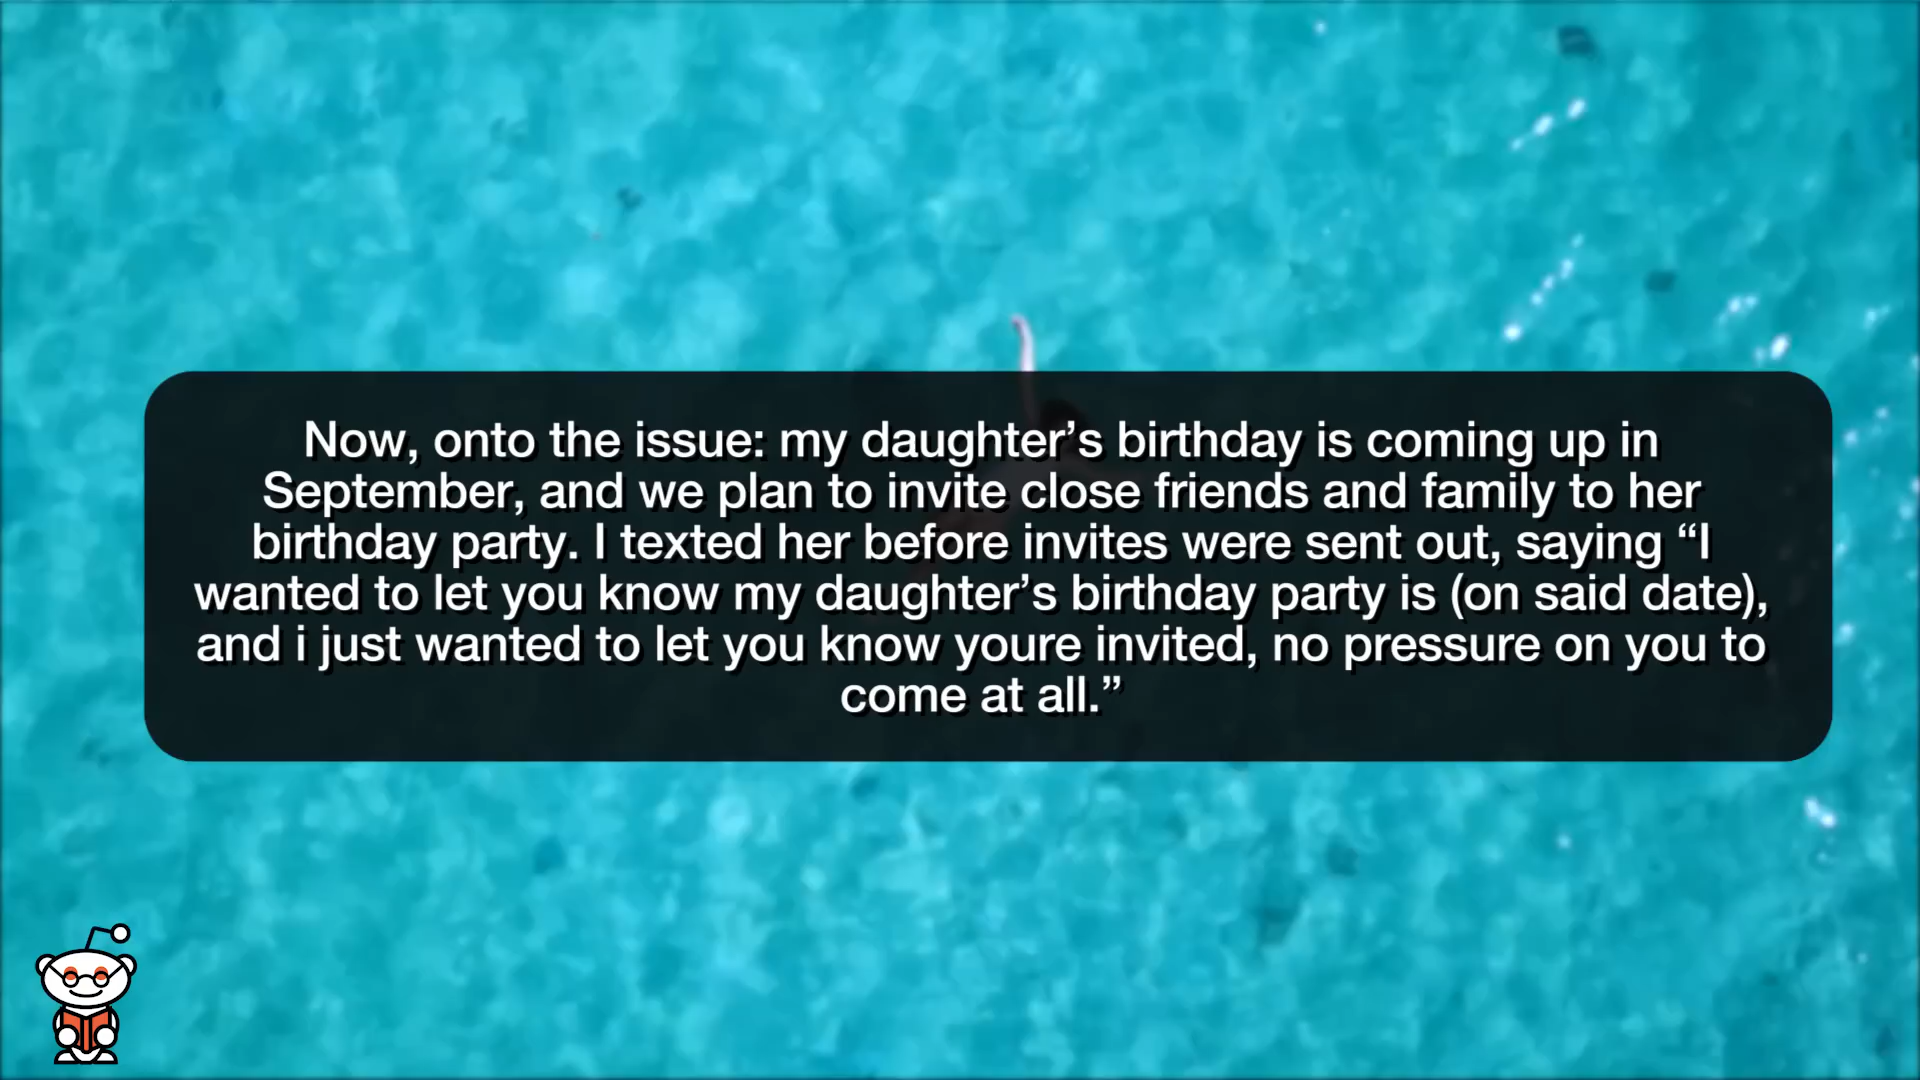 Now, onto the issue: my daughter’s birthday is coming up in
September, and we plan to invite close friends and family to her
birthday party. I texted her before invites were sent out, saying “I
wanted to let you know my daughter’s birthday party is (on said date),
and i just wanted to let you know youre invited, no pressure on you to
come at all.”